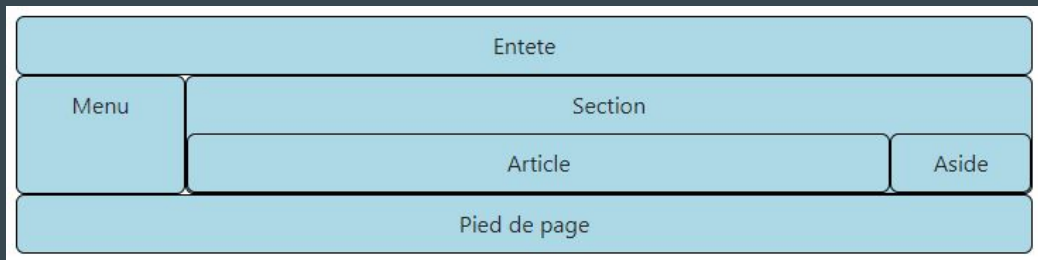 Entete
Menu
Section
Article
Aside
Pied de page